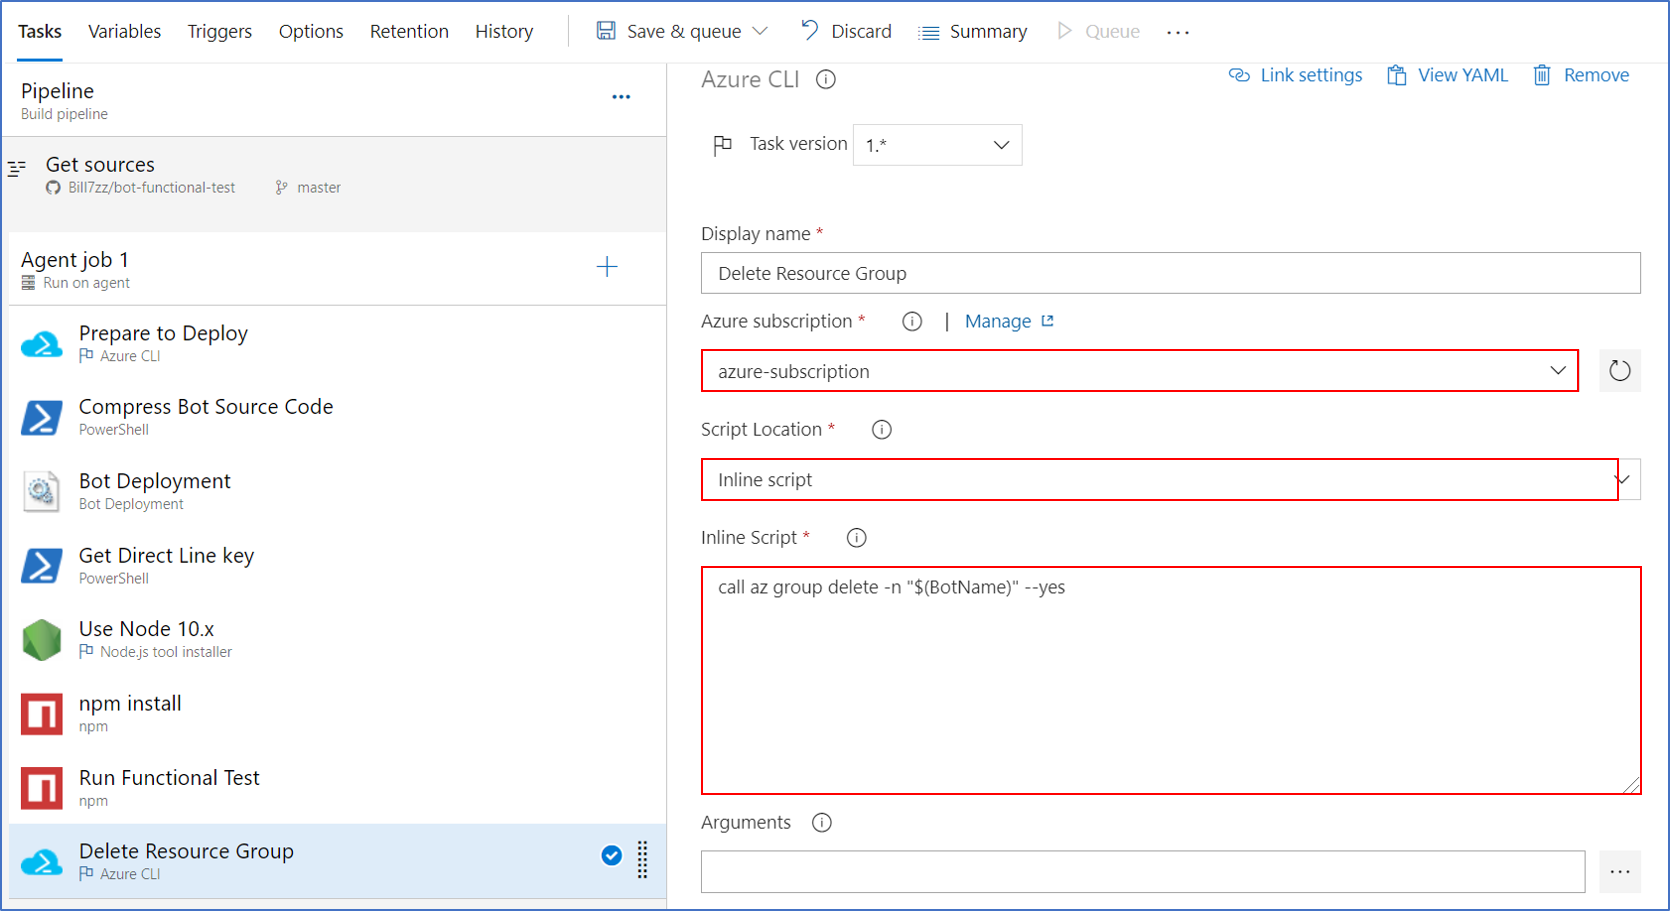 Tasks Variables Triggers Options Retention History Save & queue Discard Summary Queue ...
Pipeline
Build pipeline
Get sources
Bill7zz/bot-functional-test master
Agent job 1
Run on agent
Prepare to Deploy
Azure CLI
Compress Bot Source Code
PowerShell
Bot Deployment
Bot Deployment
Get Direct Line key
PowerShell
Use Node 10.x
Node.js tool installer
npm install
npm
Run Functional Test
npm
Delete Resource Group
Azure CLI
Azure CLI
Link settings View YAML Remove
Task version 1.*
Display name *
Delete Resource Group
Azure subscription * | Manage
azure-subscription
Script Location *
Inline script
Inline Script *
call az group delete -n "$(BotName)" --yes
Arguments